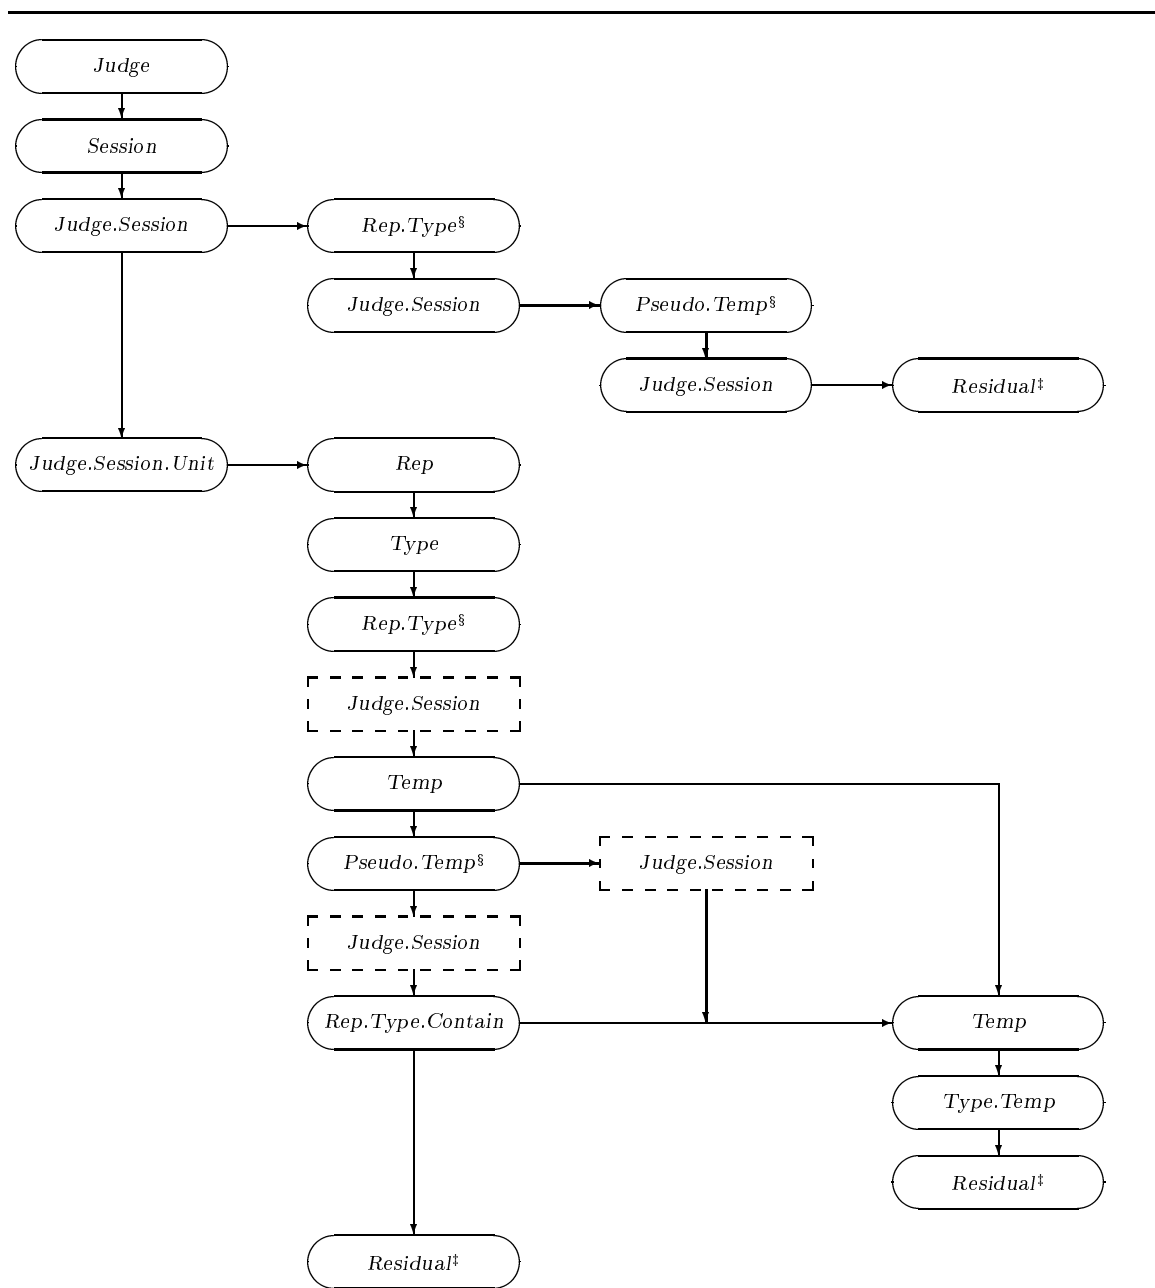 Judge
Session
Judge.Session
Rep.Type§
Judge.Session
Pseudo.Temp§
Judge.Session
Residual‡
Judge.Session.Unit
Rep
Type
Rep.Type§
Judge.Session
Temp
Pseudo.Temp§
Judge.Session
Judge.Session
Rep.Type.Contain
Temp
Type.Temp
Residual‡
Residual‡